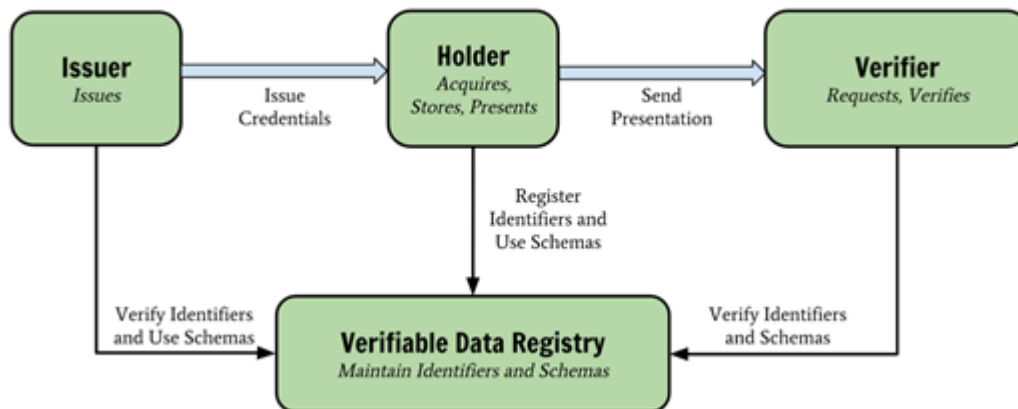 Issuer
Issues
Issue
Credentials
Holder
Acquires,
Stores, Presents
Send
Presentation
Verifier
Requests, Verifies
Register
Identifiers and
Use Schemas
Verify Identifiers
and Use Schemas
Verify Identifiers
and Schemas
Verifiable Data Registry
Maintain Identifiers and Schemas